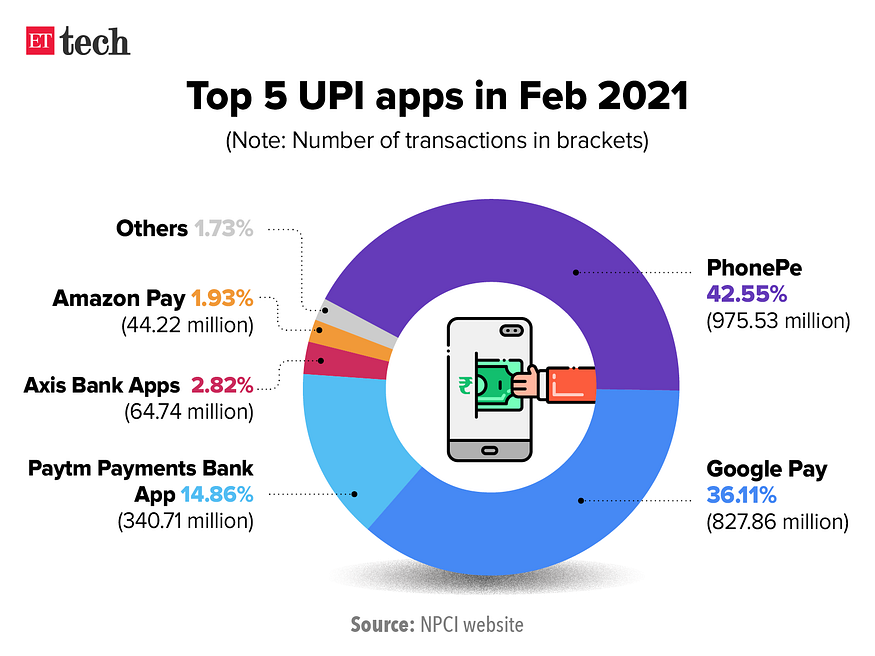 ET tech
Top 5 UPI apps in Feb 2021
(Note: Number of transactions in brackets)
Others 1.73%
Amazon Pay 1.93%
(44.22 million)
Axis Bank Apps 2.82%
(64.74 million)
Paytm Payments Bank
App 14.86%
(340.71 million)
PhonePe
42.55%
(975.53 million)
Google Pay
36.11%
(827.86 million)
₹
Source: NPCI website